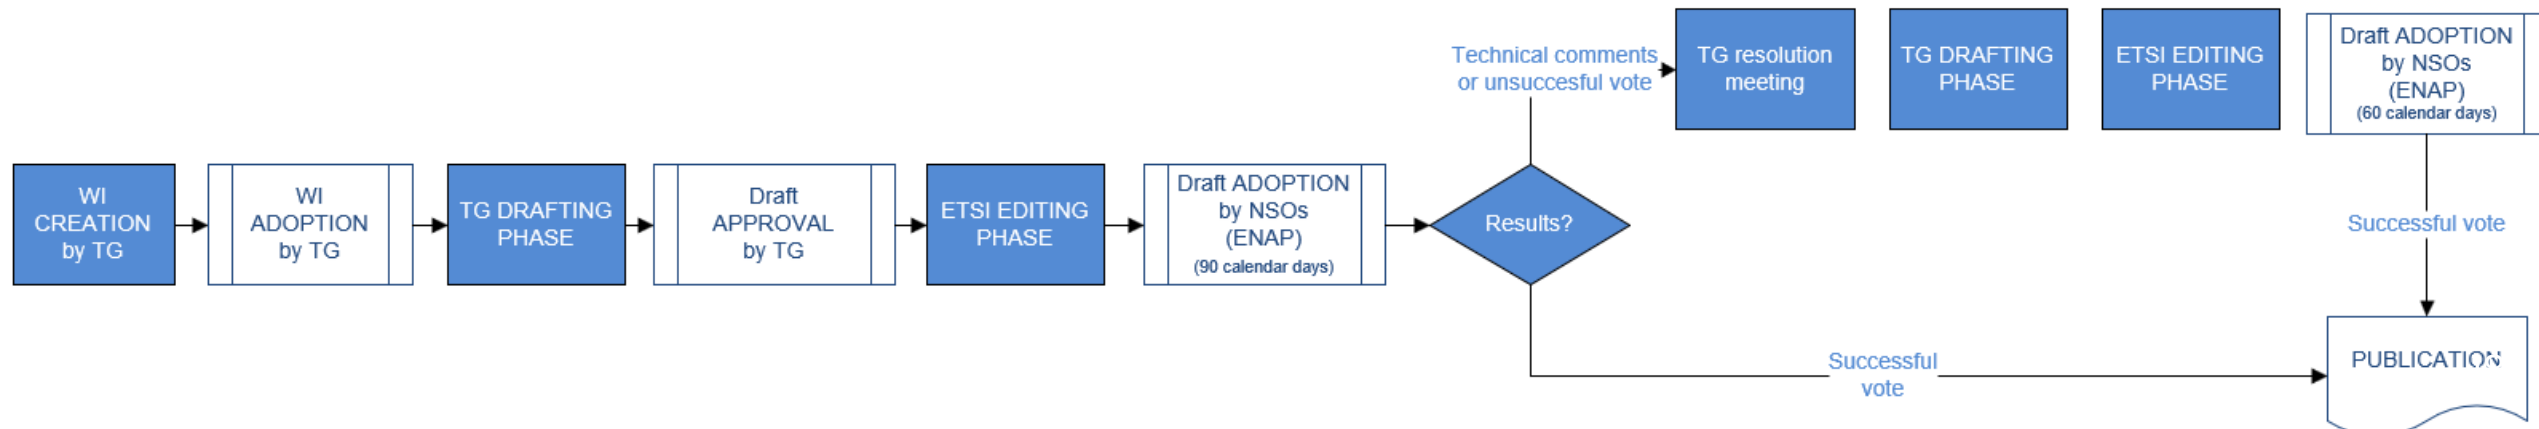 WI
CREATION
by TG
WI
ADOPTION
by TG
TG DRAFTING
PHASE
Draft
APPROVAL
by TG
ETSI EDITING
PHASE
Draft ADOPTION
by NSOs
(ENAP)
(90 calendar days)
Results?
Technical comments
or unsuccesful vote
TG resolution
meeting
TG DRAFTING
PHASE
ETSI EDITING
PHASE
Draft ADOPTION
by NSOs
(ENAP)
(60 calendar days)
Successful vote
Successful
vote
PUBLICATION